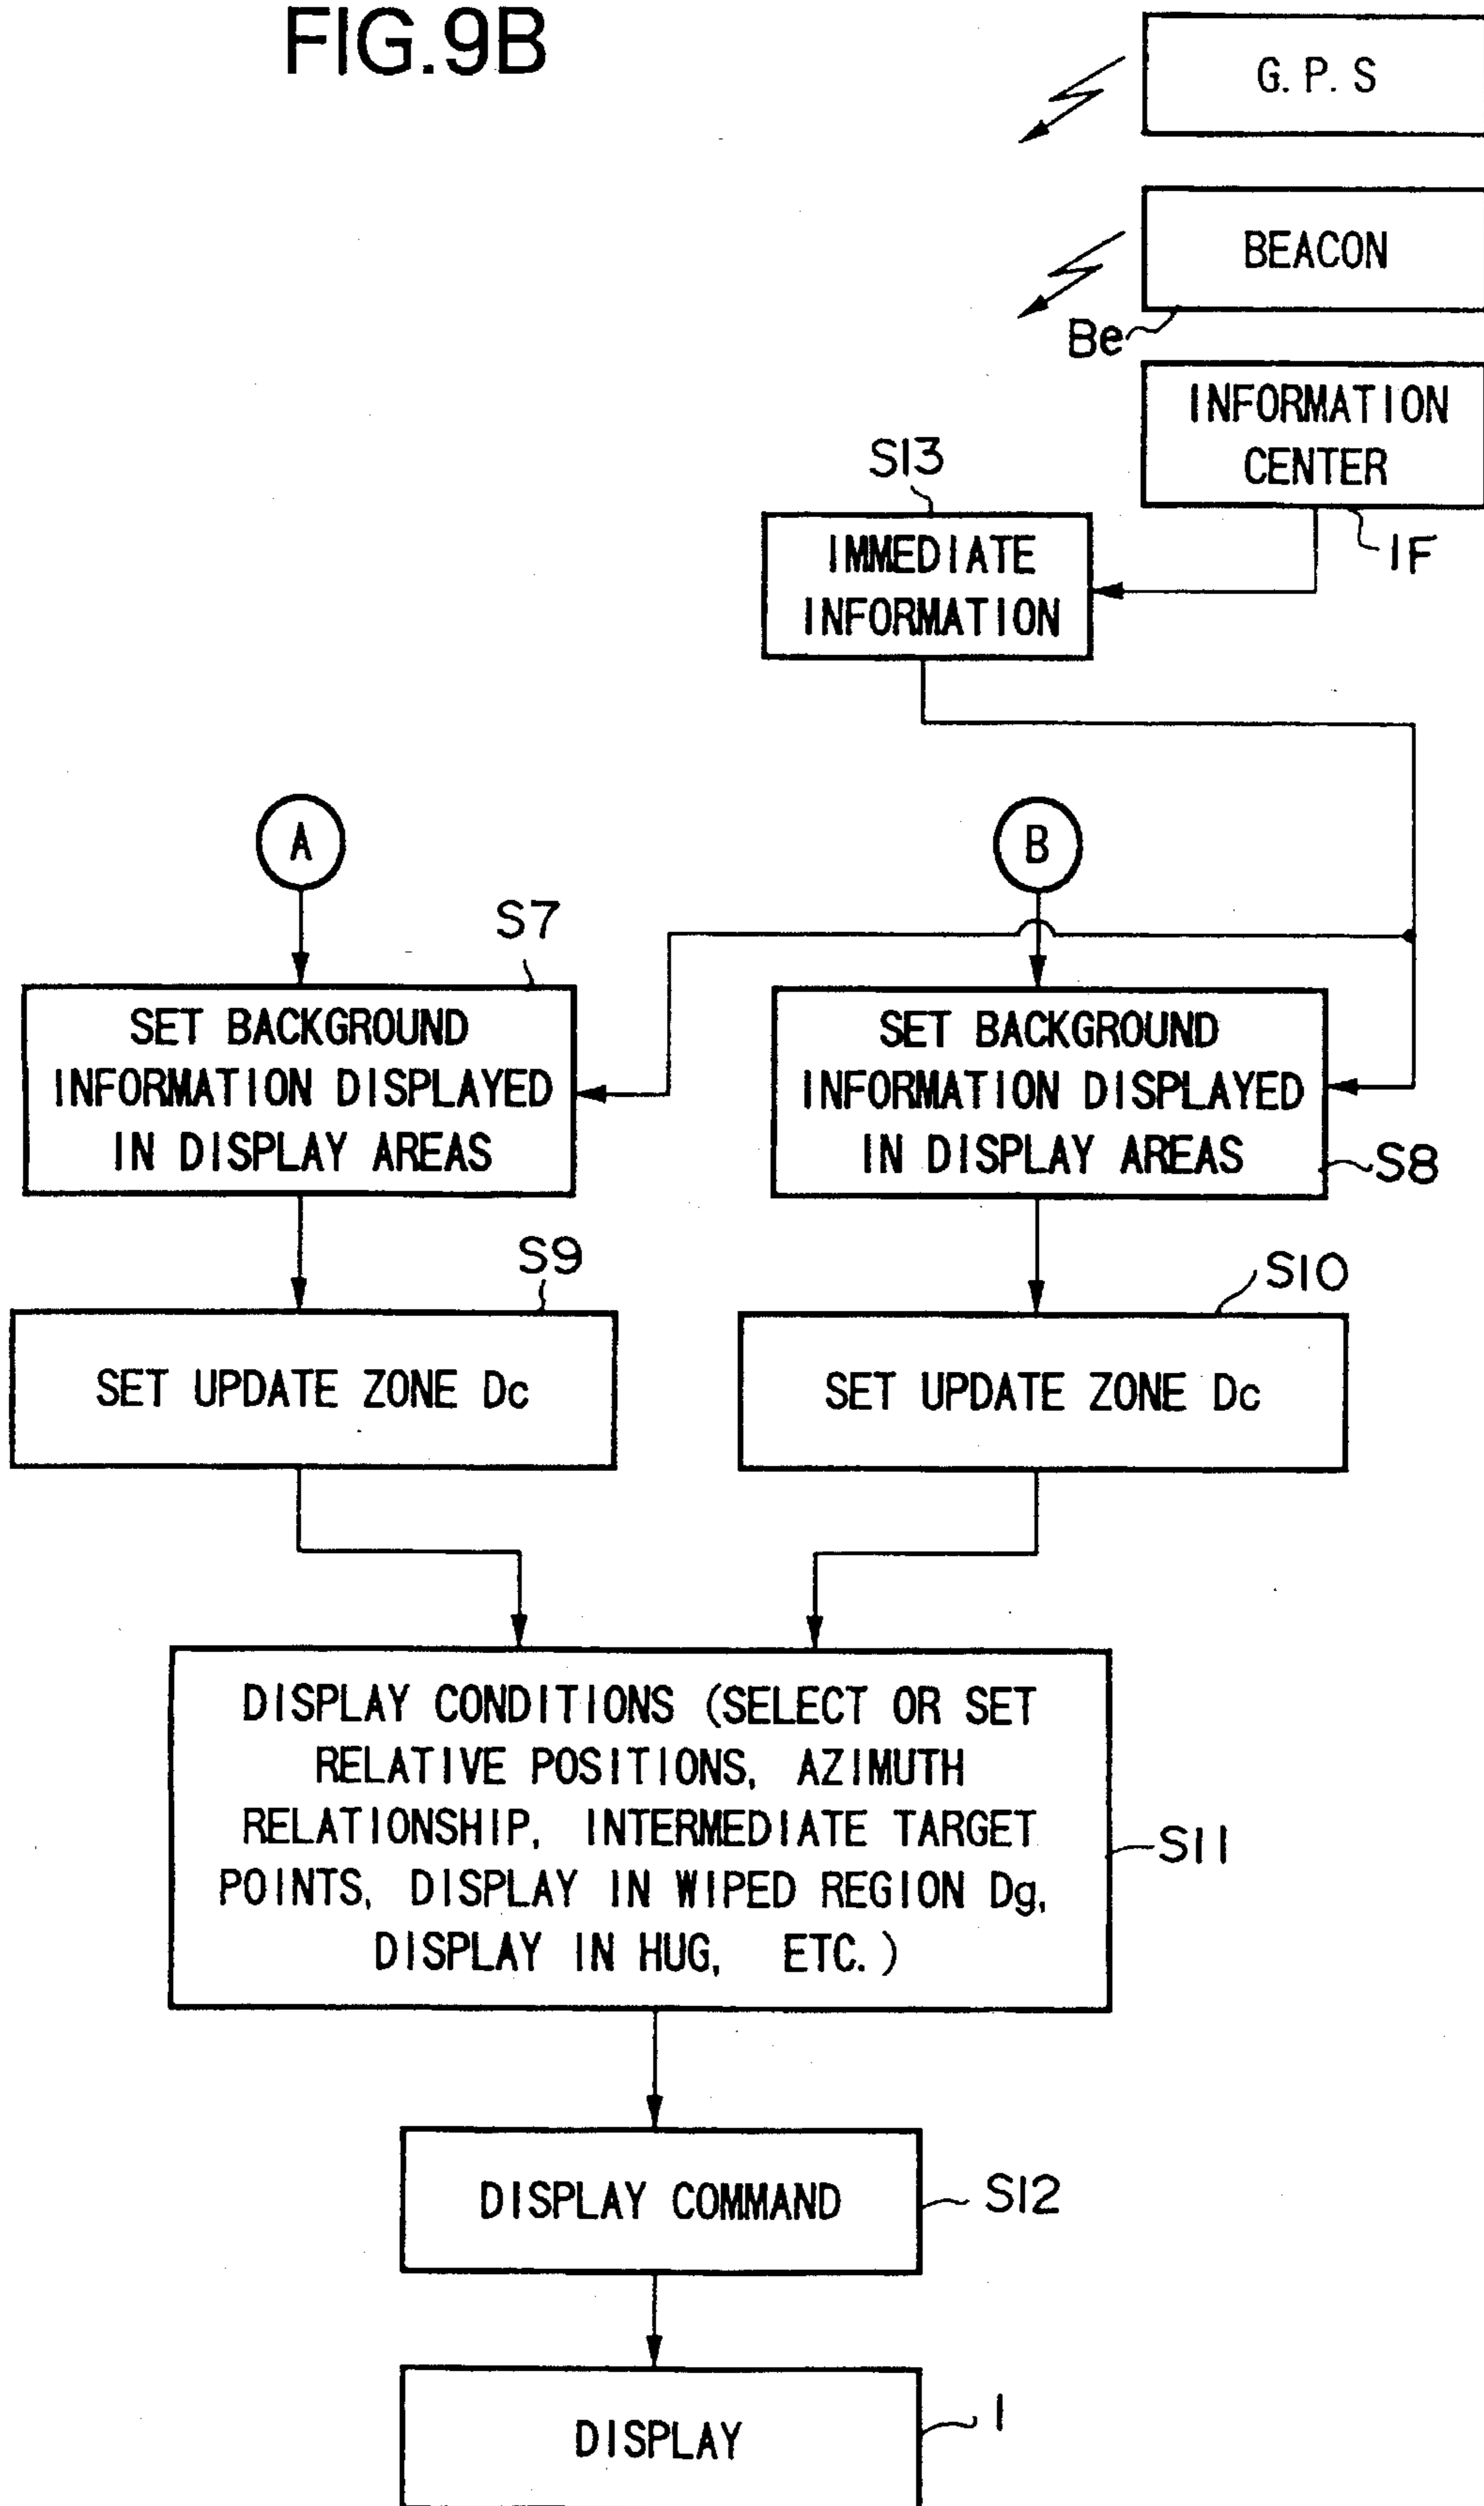 FIG.9B
G.P.S
BEACON
Be
INFORMATION
CENTER
IF
S13
IMMEDIATE
INFORMATION
A
B
S7
SET BACKGROUND
INFORMATION DISPLAYED
IN DISPLAY AREAS
SET BACKGROUND
INFORMATION DISPLAYED
IN DISPLAY AREAS
S8
S9
SET UPDATE ZONE Dc
S10
SET UPDATE ZONE Dc
DISPLAY CONDITIONS (SELECT OR SET
RELATIVE POSITIONS, AZIMUTH
RELATIONSHIP, INTERMEDIATE TARGET
POINTS, DISPLAY IN WIPED REGION Dg,
DISPLAY IN HUG, ETC.)
S11
DISPLAY COMMAND
S12
DISPLAY
1